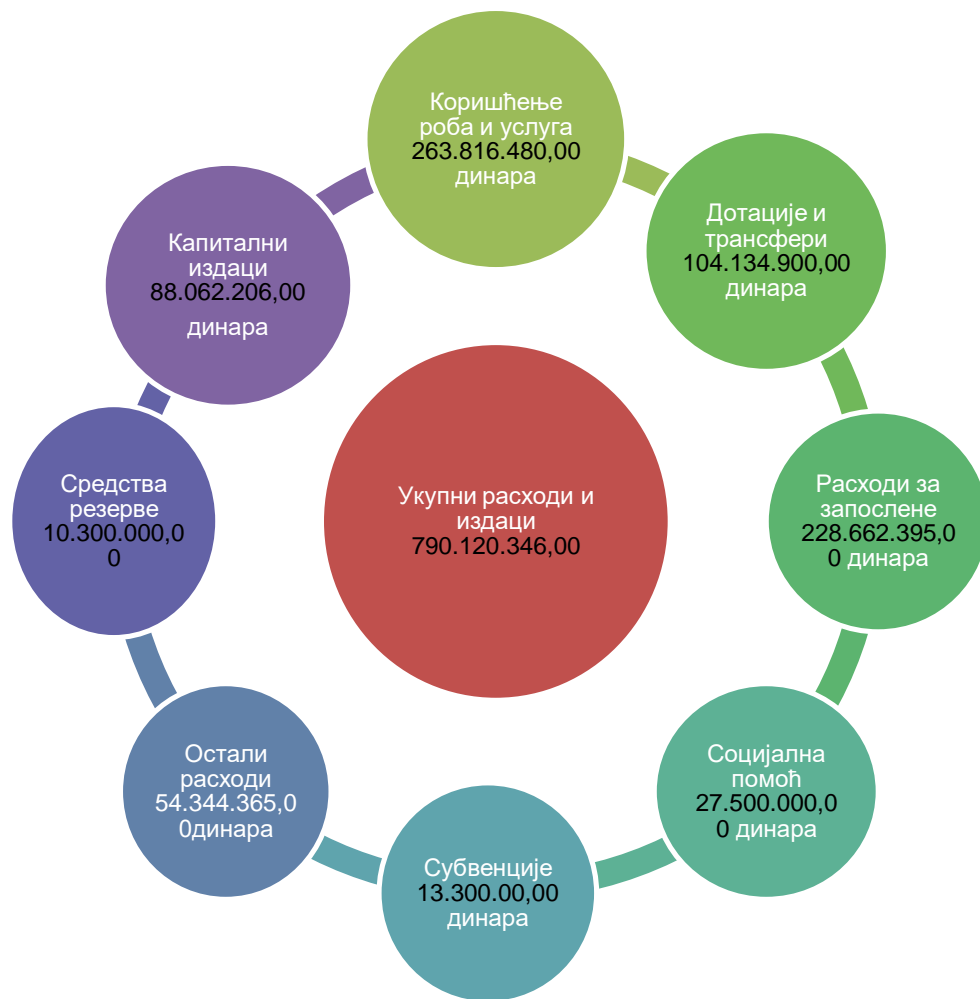 Коришћење
роба и услуга
263.816.480,00
динара
Дотације и
трансфери
104.134.900,00
динара
Расходи за
запослене
228.662.395,0
0 динара
Социјална
помоћ
27.500.000,0
0 динара
Субвенције
13.300.00,00
динара
Остали
расходи
54.344.365,0
0динара
Средства
резерве
10.300.000,0
0
Капитални
издаци
88.062.206,00
динара
Укупни расходи и
издаци
790.120.346,00